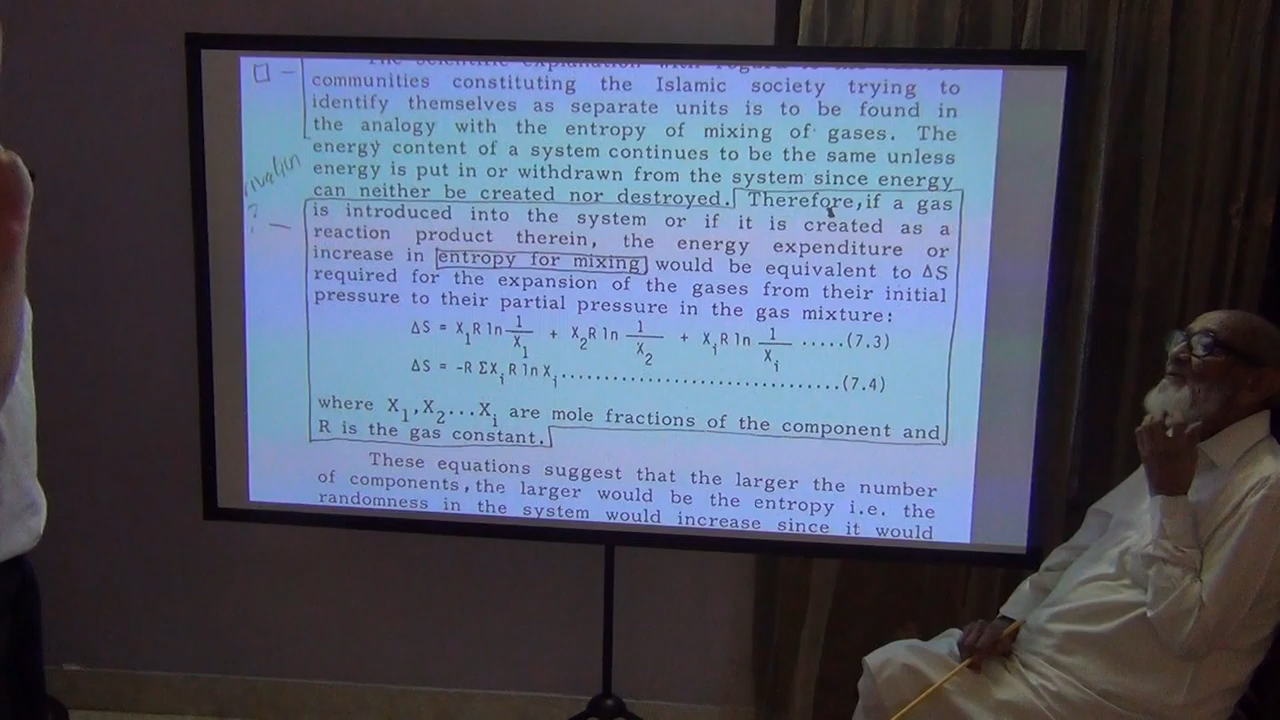 The scientific explanation with regard to
communities constituting the Islamic society trying to
identify themselves as separate units is to be found in
the analogy with the entropy of mixing of gases. The
energy content of a system continues to be the same unless
energy is put in or withdrawn from the system since energy
can neither be created nor destroyed. Therefore,if a gas
is introduced into the system or if it is created as a
reaction product therein, the energy expenditure or
increase in entropy for mixing would be equivalent to ΔS
required for the expansion of the gases from their initial
pressure to their partial pressure in the gas mixture:
ΔS = X₁R ln 1/X₁ + X₂R ln 1/X₂ + XᵢR ln 1/Xᵢ .....(7.3)
ΔS = -R ΣXᵢR ln Xᵢ.................................(7.4)
where X₁,X₂...Xᵢ are mole fractions of the component and
R is the gas constant.
These equations suggest that the larger the number
of components, the larger would be the entropy i.e. the
randomness in the system would increase since it would